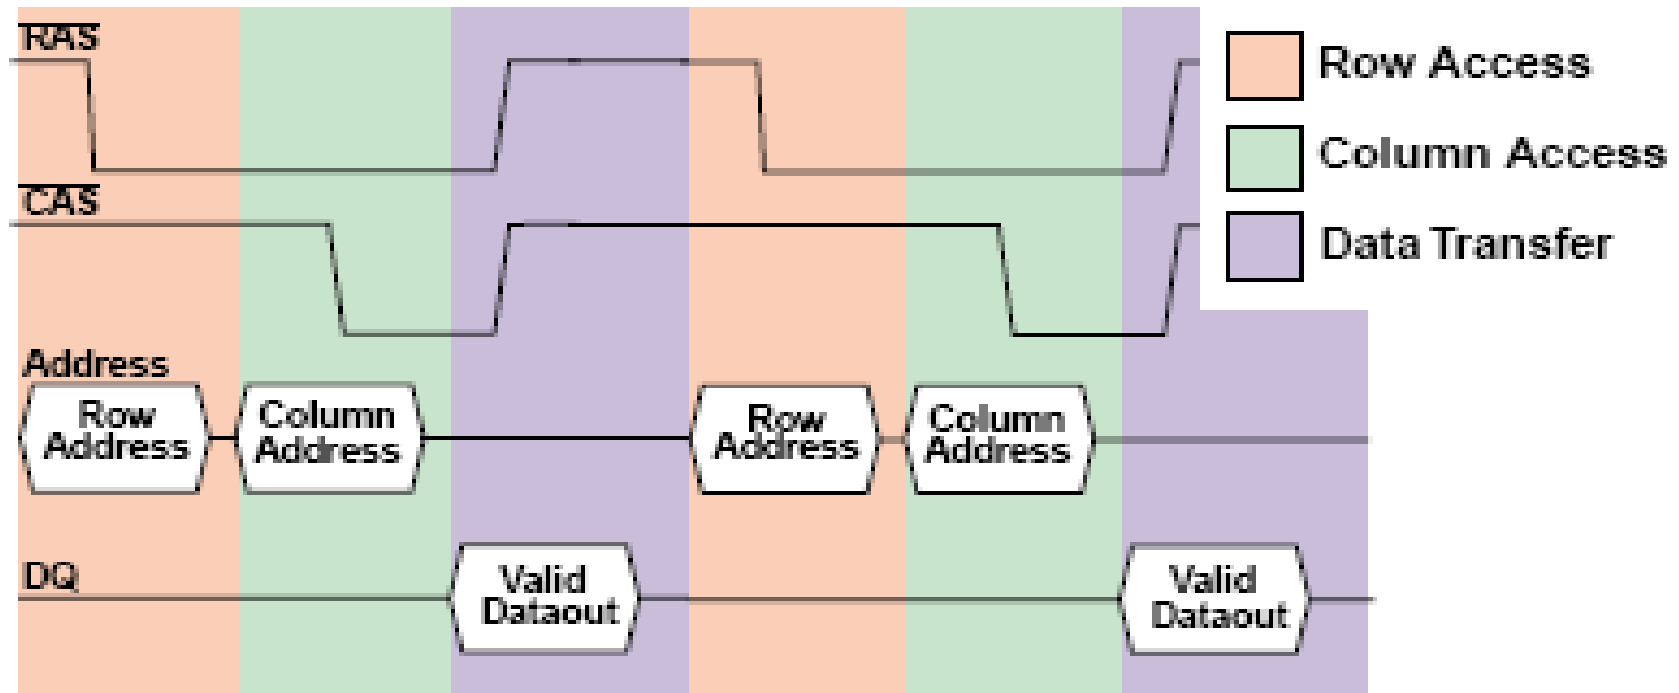 RAS
Row Access
Column Access
CAS
Data Transfer
Address
Row
Address
Column
Address
Row
Address
Column
Address
DQ
Valid
Dataout
Valid
Dataout